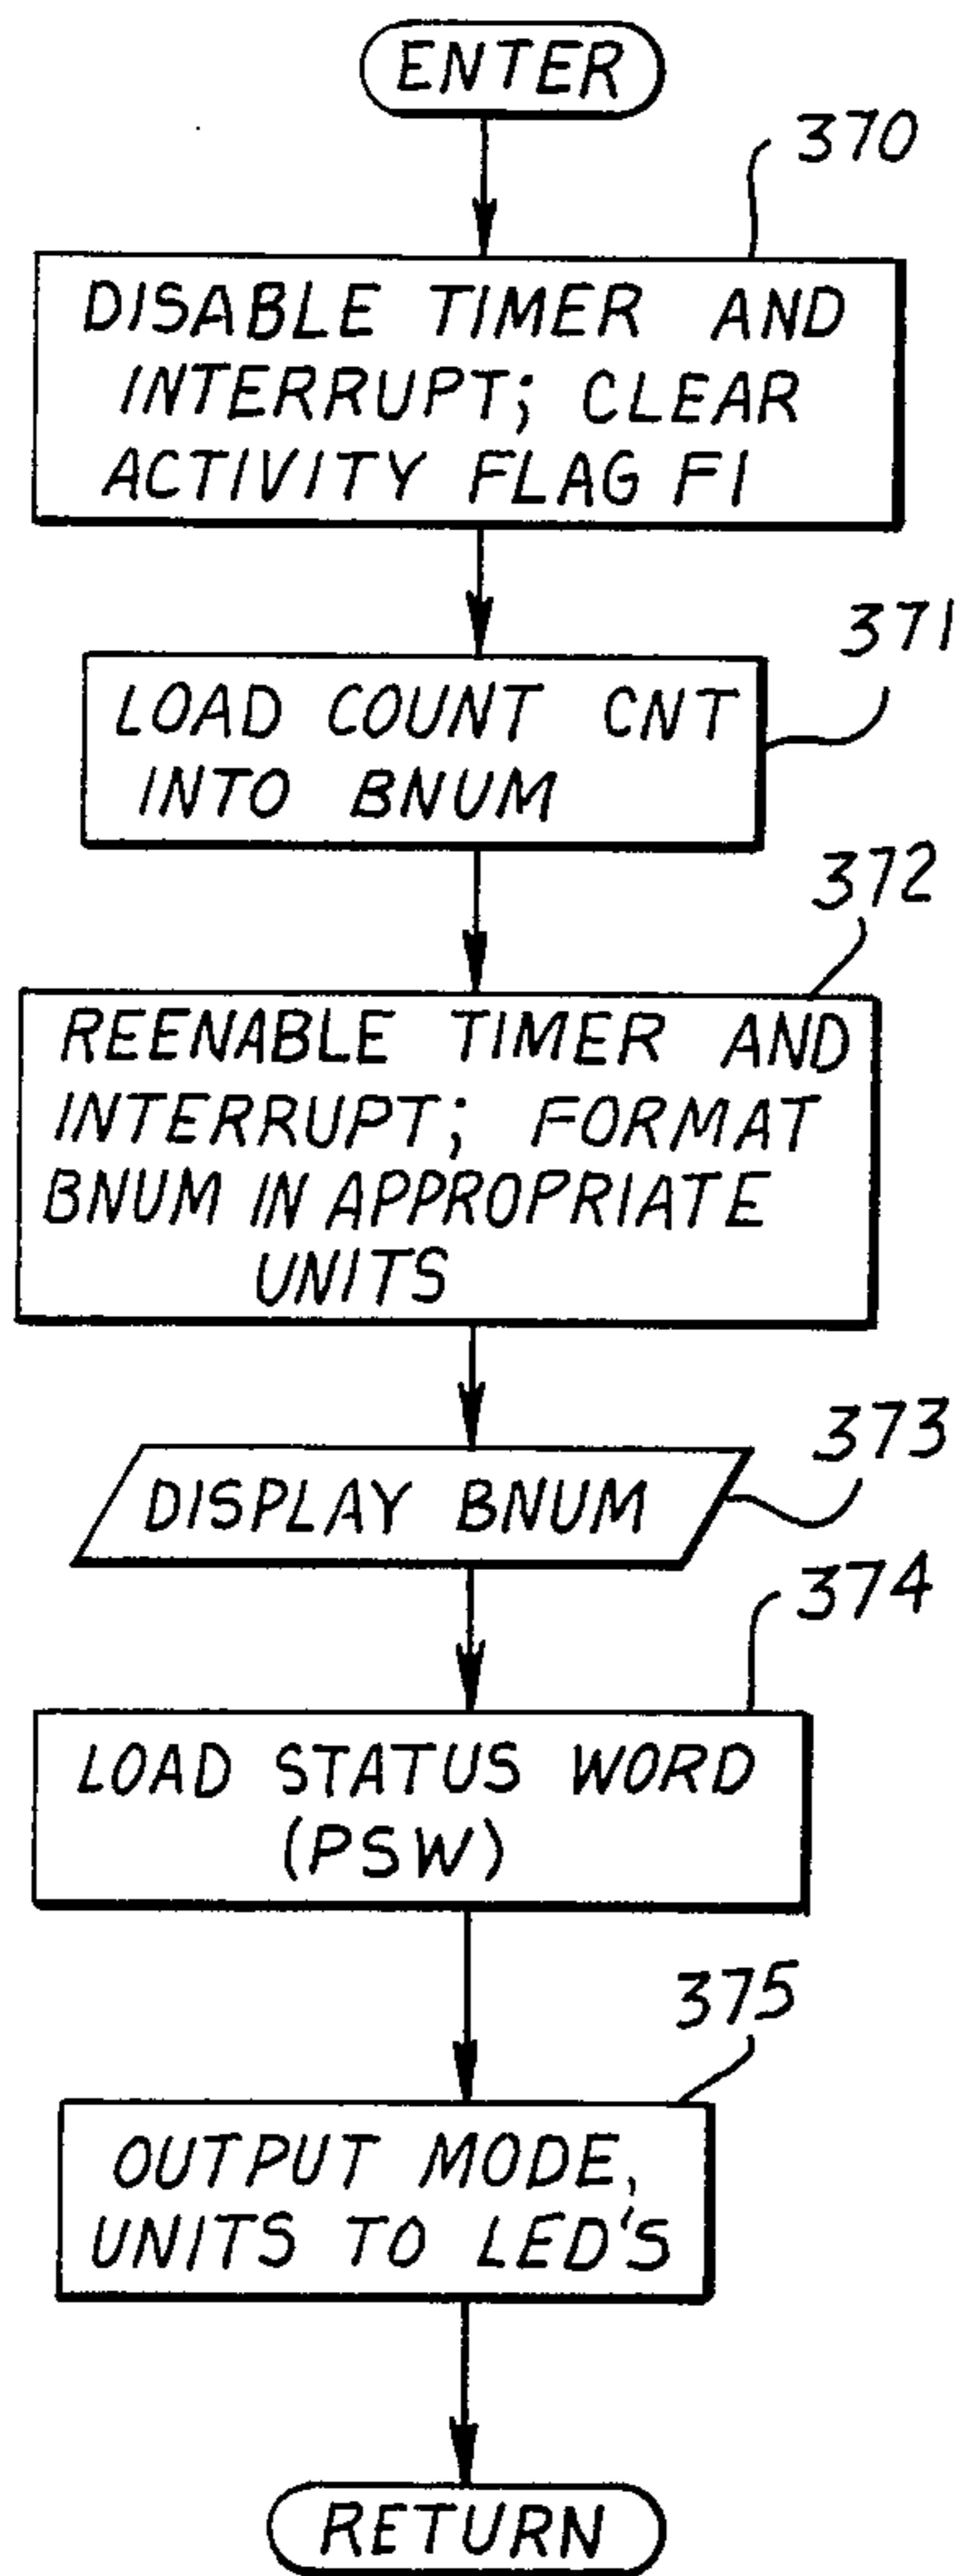 ENTER
370
DISABLE TIMER AND
INTERRUPT; CLEAR
ACTIVITY FLAG F1
371
LOAD COUNT CNT
INTO BNUM
372
REENABLE TIMER AND
INTERRUPT; FORMAT
BNUM IN APPROPRIATE
UNITS
373
DISPLAY BNUM
374
LOAD STATUS WORD
(PSW)
375
OUTPUT MODE,
UNITS TO LED'S
RETURN